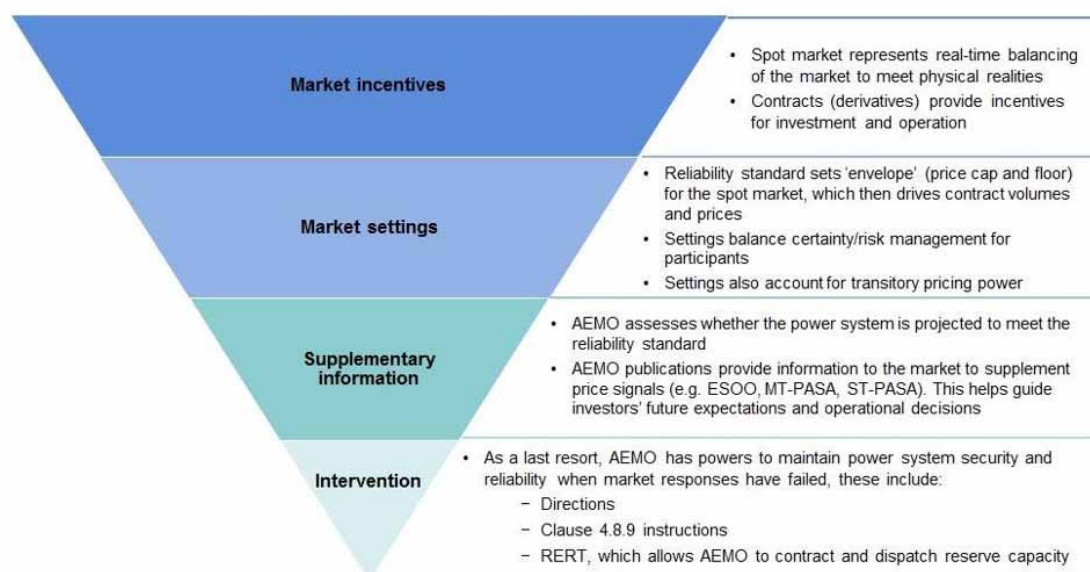 Market incentives
• Spot market represents real-time balancing
of the market to meet physical realities
• Contracts (derivatives) provide incentives
for investment and operation
Market settings
• Reliability standard sets 'envelope' (price cap and floor)
for the spot market, which then drives contract volumes
and prices
• Settings balance certainty/risk management for
participants
• Settings also account for transitory pricing power
Supplementary
information
• AEMO assesses whether the power system is projected to meet the
reliability standard
• AEMO publications provide information to the market to supplement
price signals (e.g. ESOO, MT-PASA, ST-PASA). This helps guide
investors' future expectations and operational decisions
Intervention
• As a last resort, AEMO has powers to maintain power system security and
reliability when market responses have failed, these include:
− Directions
− Clause 4.8.9 instructions
− RERT, which allows AEMO to contract and dispatch reserve capacity